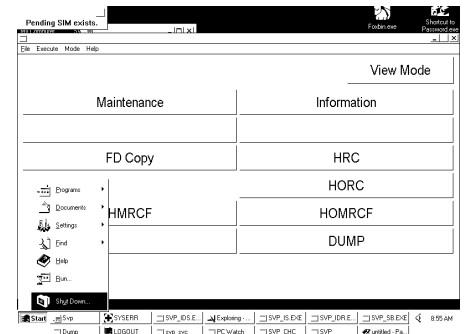 Pending SIM exists.
Foxbin.exe
Shortcut to
Password.exe
File Execute Mode Help
View Mode
Maintenance Information
FD Copy HRC
HORC
HMRCF HOMRCF
DUMP
Programs
Documents
Settings
Find
Help
Run...
Shut Down...
Start Svp SYSERR SVP_IDS.E... Exploring - ... SVP_IS.EXE SVP_IDR.E... SVP_SB.EXE 8:55 AM
Dump LOGOUT svp_svc PC Watch SVP_CHC SVP untitled - Pa...